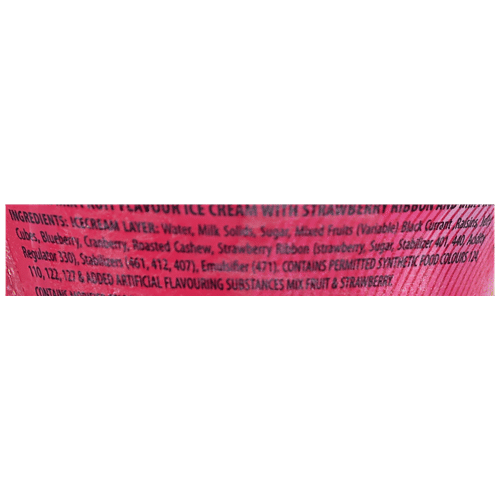 FLAVOUR ICE CREAM WITH STRAWBERRY RIBBON AND
INGREDIENTS: ICECREAM LAYER: Water, Milk Solids, Sugar, Mixed Fruits (Variable) Black Currant, Raisins,
Cubes, Blueberry, Cranberry, Roasted Cashew, Strawberry Ribbon (strawberry, Sugar, Stabilizer 401, 440, Acidity
Regulator 330), Stabilizers (461, 412, 407), Emulsifier (471). CONTAINS PERMITTED SYNTHETIC FOOD COLOURS 124,
110, 122, 127 & ADDED ARTIFICIAL FLAVOURING SUBSTANCES MIX FRUIT & STRAWBERRY.
CONTAINS